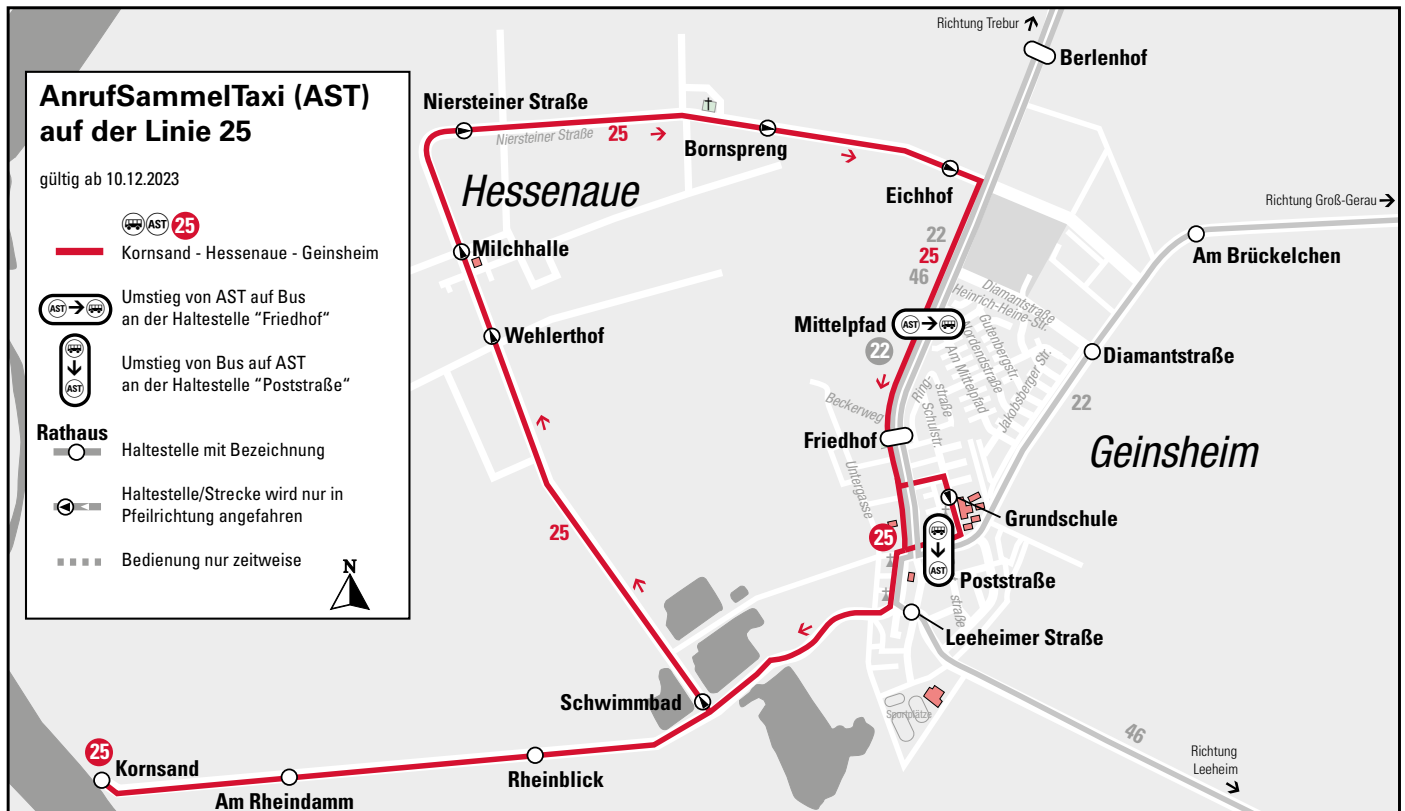 AnrufSammelTaxi (AST)
auf der Linie 25
gültig ab 10.12.2023
AST 25
Kornsand - Hessenaue - Geinsheim
AST
Umstieg von AST auf Bus
an der Haltestelle “Friedhof“
AST
Umstieg von Bus auf AST
an der Haltestelle “Poststraße“
Rathaus
Haltestelle mit Bezeichnung
Haltestelle/Strecke wird nur in
Pfeilrichtung angefahren
Bedienung nur zeitweise
N
Richtung Trebur
Berlenhof
Niersteiner Straße
Niersteiner Straße
25
Bornspreng
Hessenaue
Eichhof
Richtung Groß-Gerau
22
25
46
Milchhalle
Am Brückelchen
Diamantstraße
Heinrich-Heine-Str.
Mittelpfad
AST
22
Wehlerthof
Gutenbergstr.
Nordendstraße
Am Mittelpfad
Jakobsberger Str.
Diamantstraße
22
Ring-
straße
Schulstr.
Beckerweg
Friedhof
Geinsheim
Untergasse
Grundschule
25
25
AST
Poststraße
straße
Leeheimer Straße
Schwimmbad
Sportplätze
46
Richtung
Leeheim
25
Kornsand
Rheinblick
Am Rheindamm